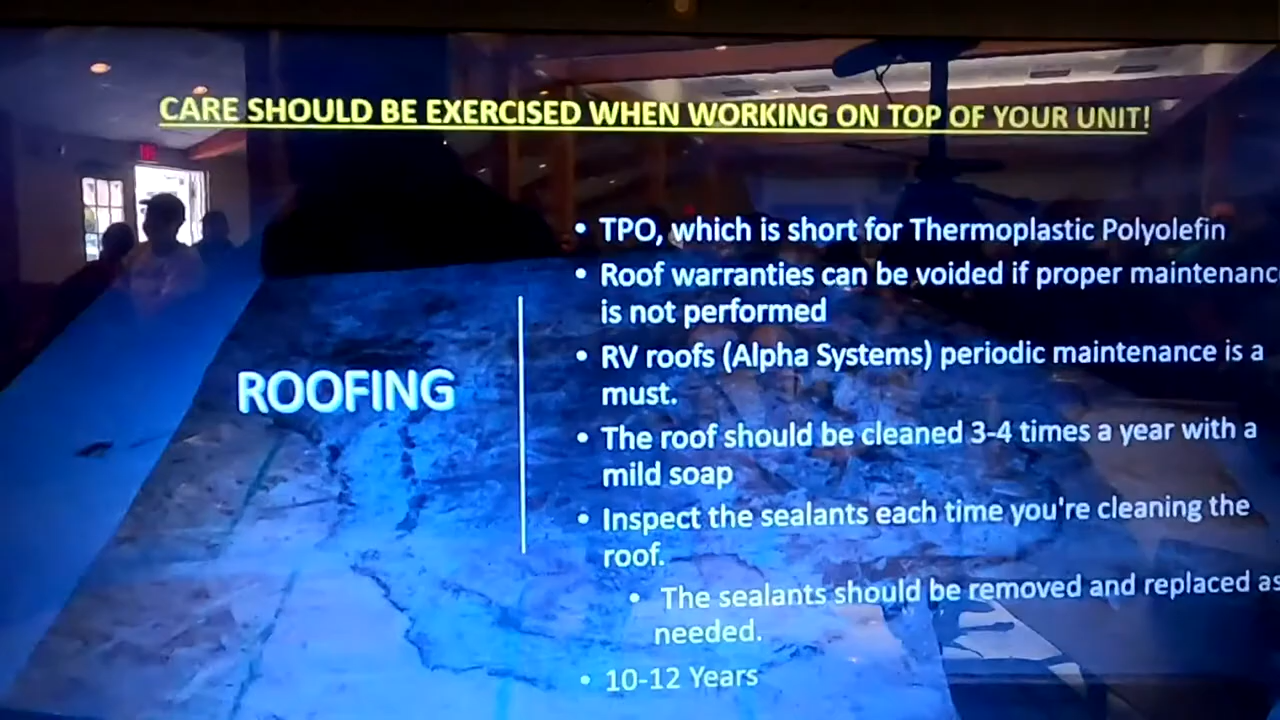 CARE SHOULD BE EXERCISED WHEN WORKING ON TOP OF YOUR UNIT!
ROOFING
• TPO, which is short for Thermoplastic Polyolefin
• Roof warranties can be voided if proper maintenanc
is not performed
• RV roofs (Alpha Systems) periodic maintenance is a
must.
• The roof should be cleaned 3-4 times a year with a
mild soap
• Inspect the sealants each time you're cleaning the
roof.
• The sealants should be removed and replaced as
needed.
• 10-12 Years